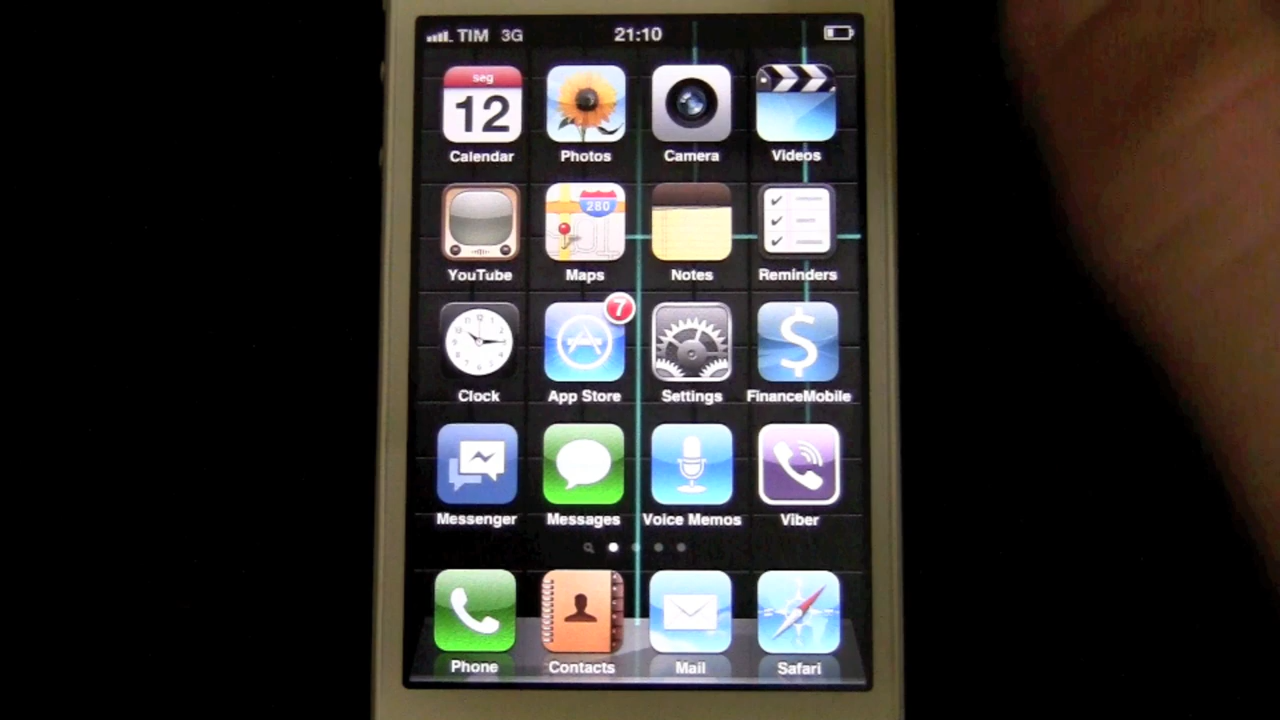 TIM 3G 21:10
seg
12
Calendar Photos Camera Videos
280
YouTube Maps Notes Reminders
7
Clock App Store Settings FinanceMobile
Messenger Messages Voice Memos Viber
Phone Contacts Mail Safari